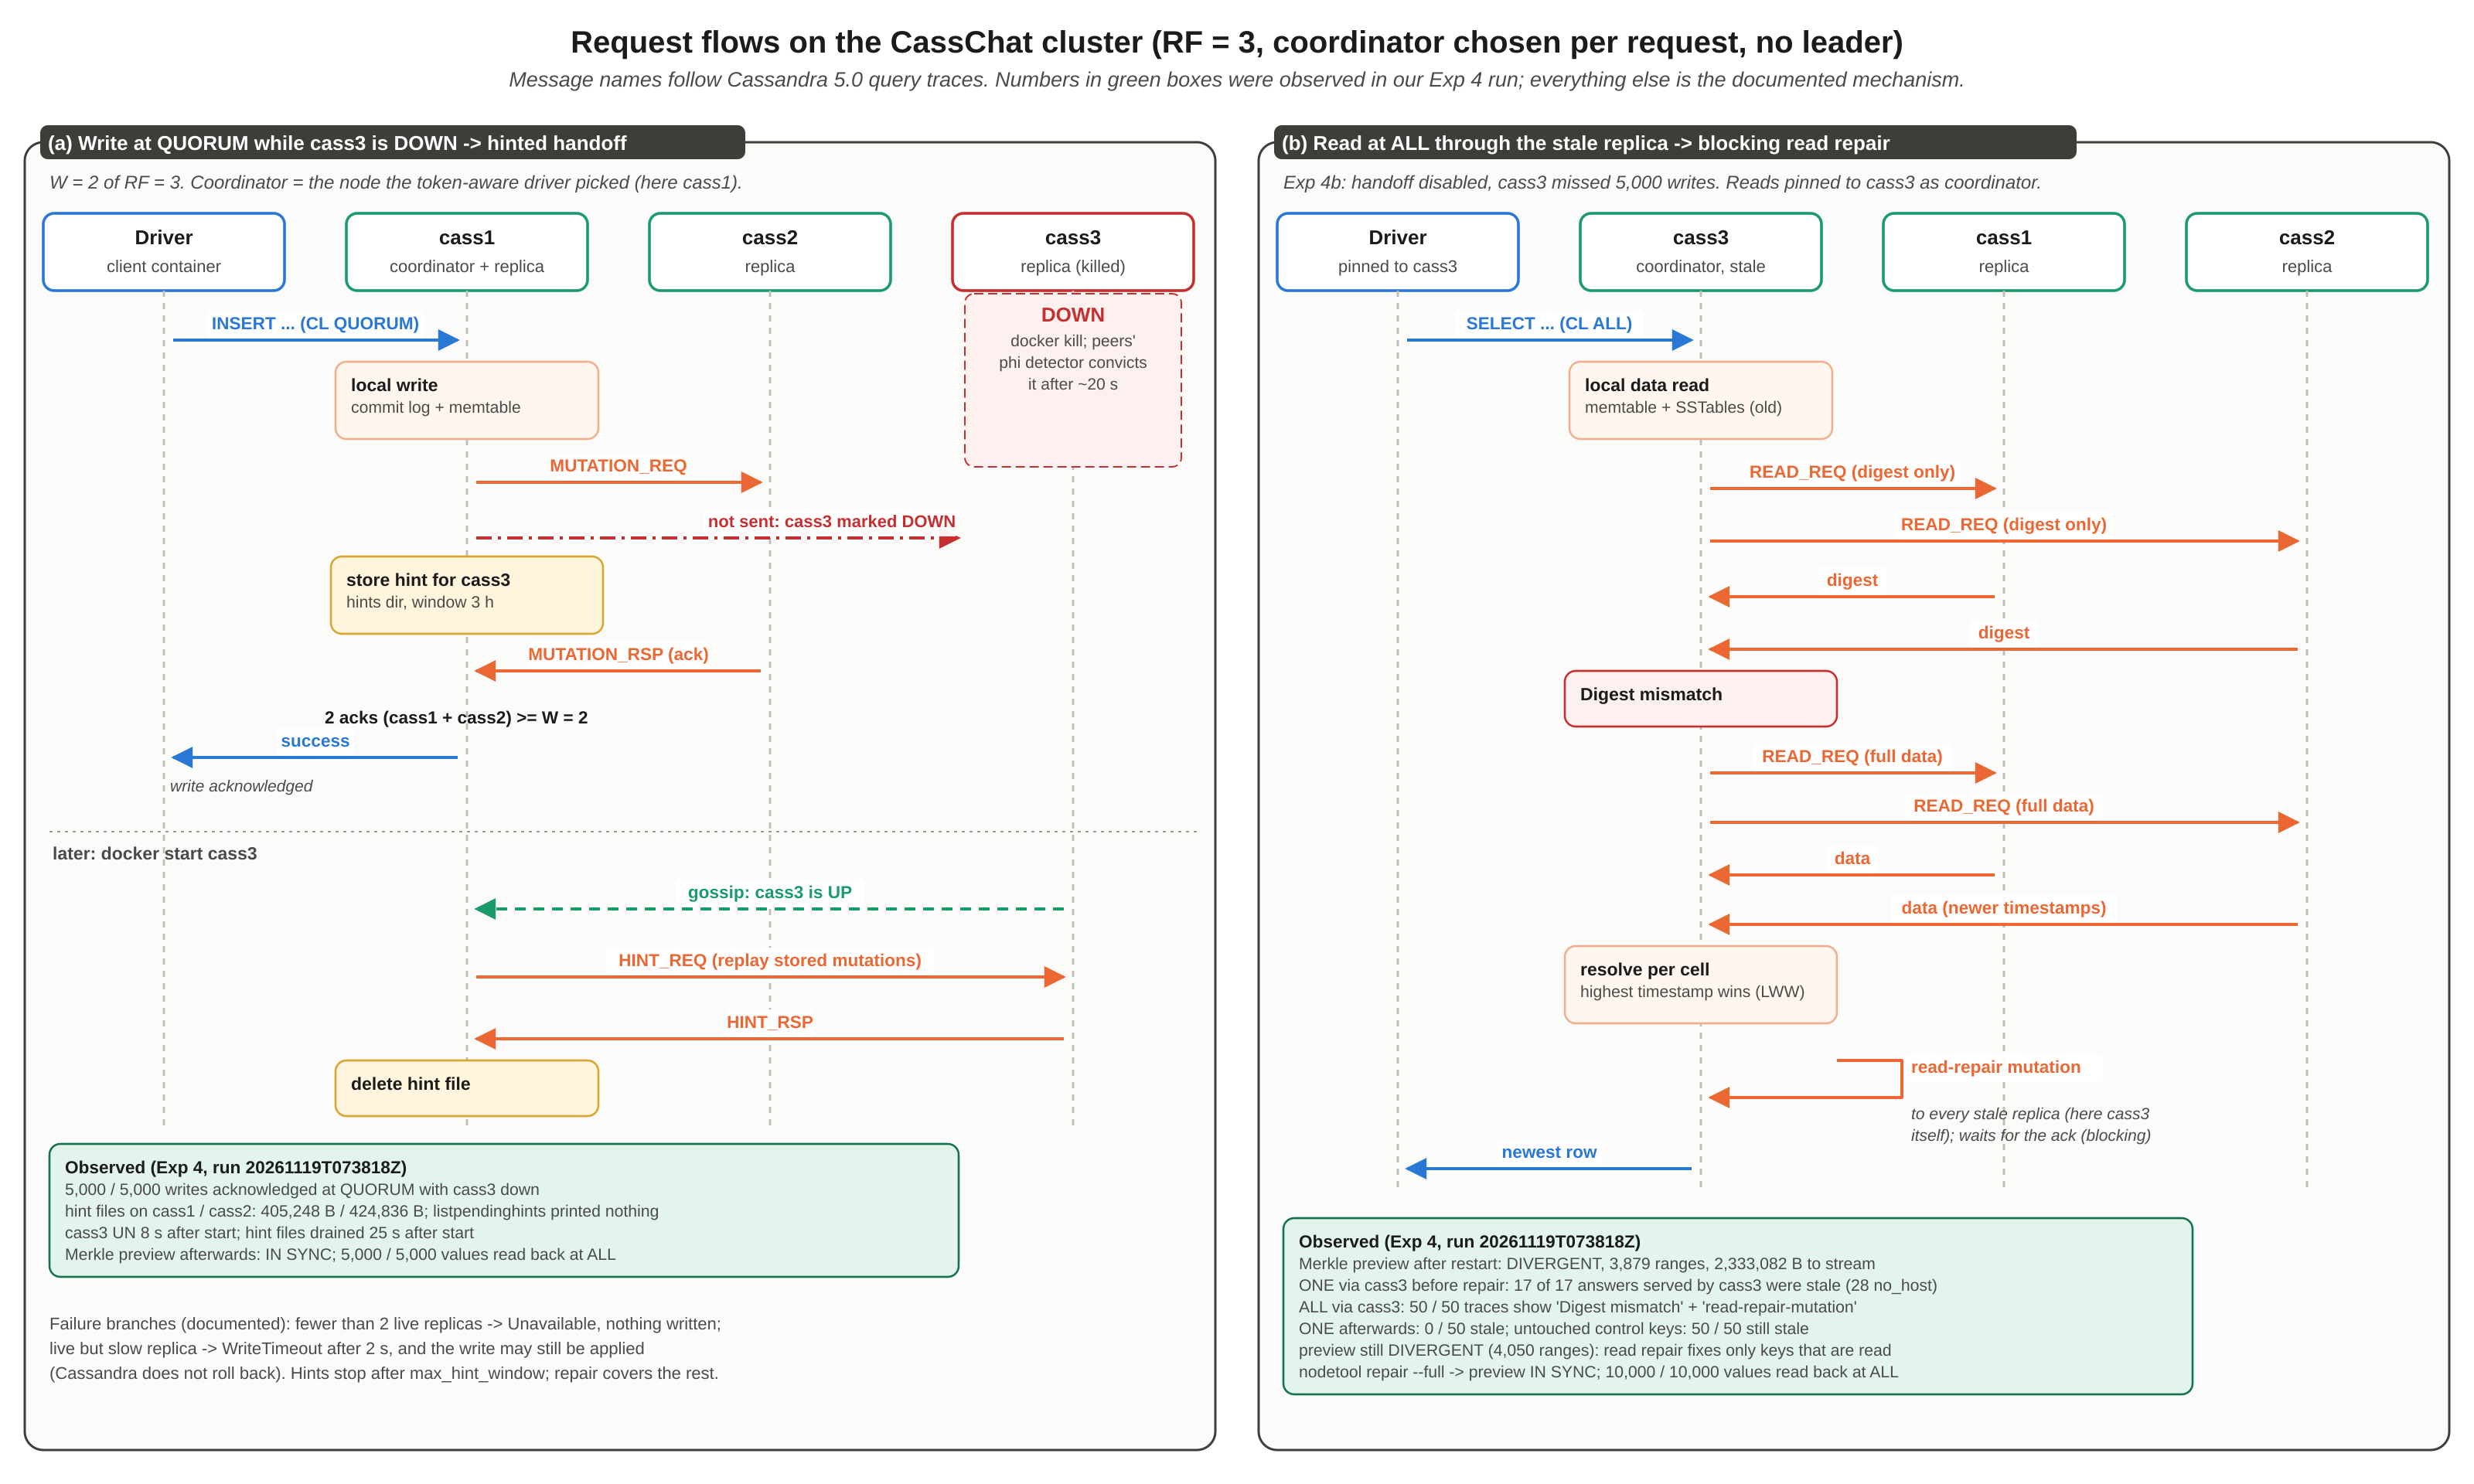 Request flows on the CassChat cluster (RF = 3, coordinator chosen per request, no leader)
Message names follow Cassandra 5.0 query traces. Numbers in green boxes were observed in our Exp 4 run; everything else is the documented mechanism.
(a) Write at QUORUM while cass3 is DOWN -> hinted handoff
W = 2 of RF = 3. Coordinator = the node the token-aware driver picked (here cass1).
Driver
client container
cass1
coordinator + replica
cass2
replica
cass3
replica (killed)
DOWN
docker kill; peers'
phi detector convicts
it after ~20 s
INSERT ... (CL QUORUM)
local write
commit log + memtable
MUTATION_REQ
not sent: cass3 marked DOWN
store hint for cass3
hints dir, window 3 h
MUTATION_RSP (ack)
2 acks (cass1 + cass2) >= W = 2
success
write acknowledged
later: docker start cass3
gossip: cass3 is UP
HINT_REQ (replay stored mutations)
HINT_RSP
delete hint file
Observed (Exp 4, run 20261119T073818Z)
5,000 / 5,000 writes acknowledged at QUORUM with cass3 down
hint files on cass1 / cass2: 405,248 B / 424,836 B; listpendinghints printed nothing
cass3 UN 8 s after start; hint files drained 25 s after start
Merkle preview afterwards: IN SYNC; 5,000 / 5,000 values read back at ALL
Failure branches (documented): fewer than 2 live replicas -> Unavailable, nothing written;
live but slow replica -> WriteTimeout after 2 s, and the write may still be applied
(Cassandra does not roll back). Hints stop after max_hint_window; repair covers the rest.
(b) Read at ALL through the stale replica -> blocking read repair
Exp 4b: handoff disabled, cass3 missed 5,000 writes. Reads pinned to cass3 as coordinator.
Driver
pinned to cass3
cass3
coordinator, stale
cass1
replica
cass2
replica
SELECT ... (CL ALL)
local data read
memtable + SSTables (old)
READ_REQ (digest only)
READ_REQ (digest only)
digest
digest
Digest mismatch
READ_REQ (full data)
READ_REQ (full data)
data
data (newer timestamps)
resolve per cell
highest timestamp wins (LWW)
read-repair mutation
to every stale replica (here cass3
itself); waits for the ack (blocking)
newest row
Observed (Exp 4, run 20261119T073818Z)
Merkle preview after restart: DIVERGENT, 3,879 ranges, 2,333,082 B to stream
ONE via cass3 before repair: 17 of 17 answers served by cass3 were stale (28 no_host)
ALL via cass3: 50 / 50 traces show 'Digest mismatch' + 'read-repair-mutation'
ONE afterwards: 0 / 50 stale; untouched control keys: 50 / 50 still stale
preview still DIVERGENT (4,050 ranges): read repair fixes only keys that are read
nodetool repair --full -> preview IN SYNC; 10,000 / 10,000 values read back at ALL